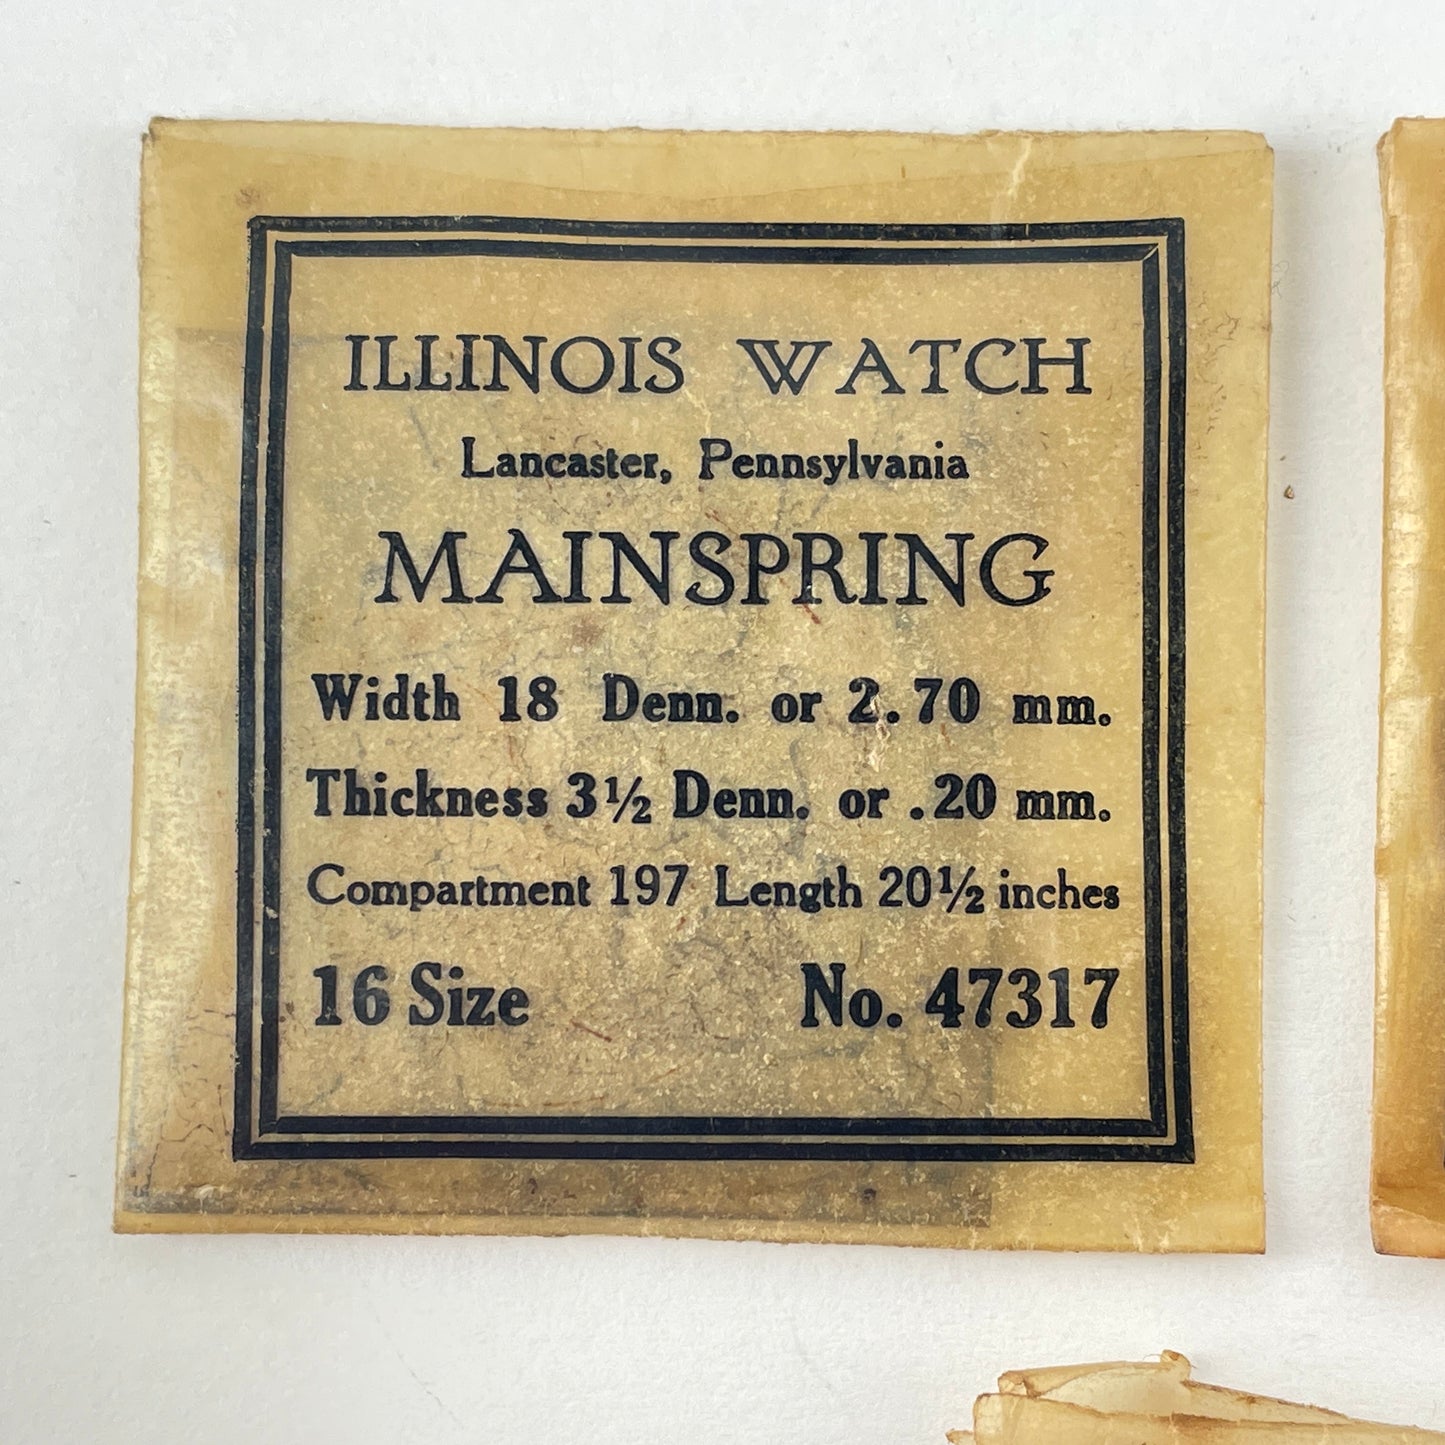 ILLINOIS WATCH
Lancaster, Pennsylvania
MAINSPRING
Width 18 Denn. or 2.70 mm.
Thickness 3½ Denn. or .20 mm.
Compartment 197 Length 20½ inches
16 Size No. 47317